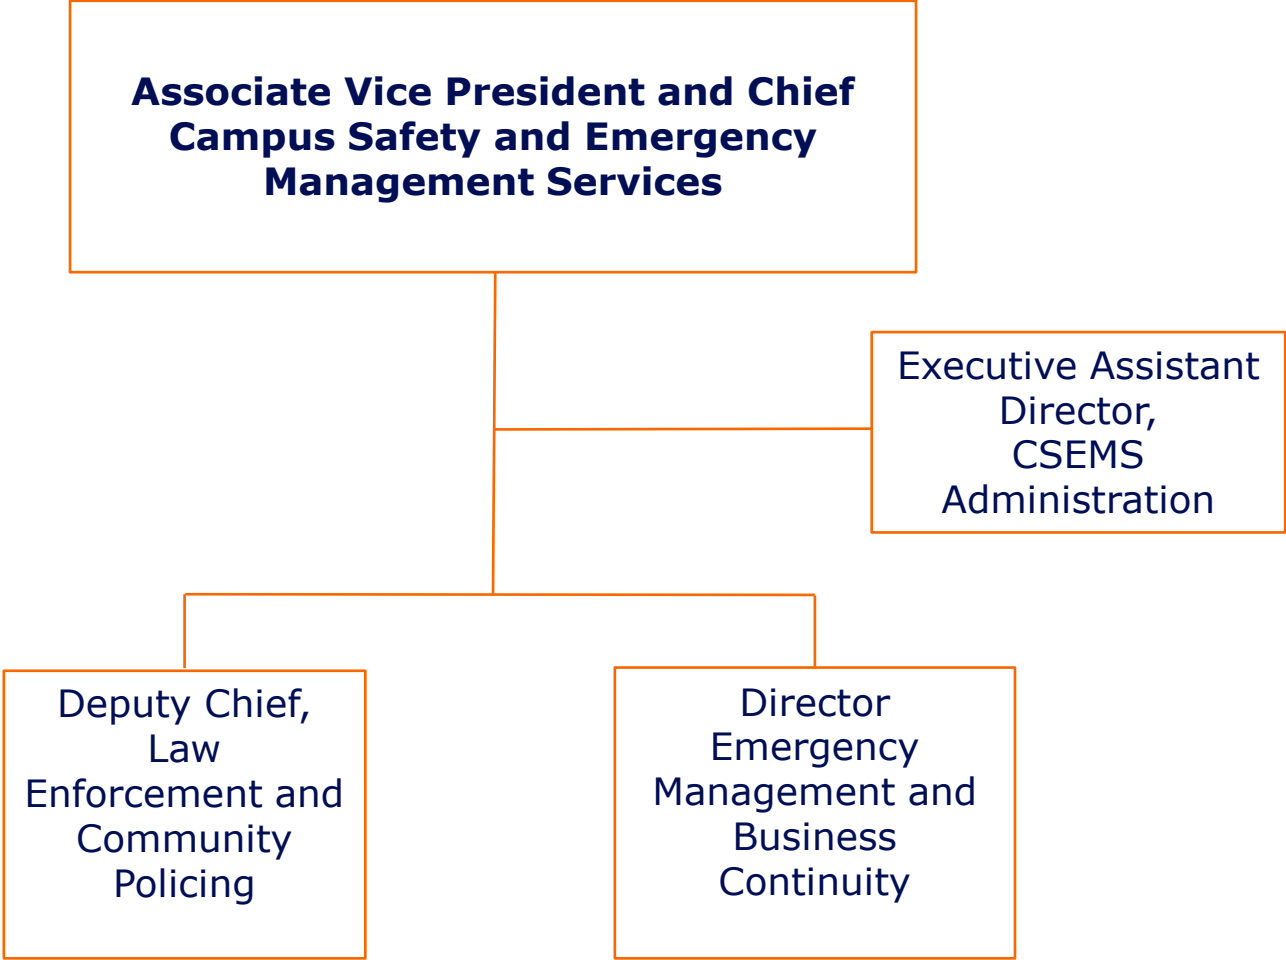 Associate Vice President and Chief
Campus Safety and Emergency
Management Services
Executive Assistant
Director,
CSEMS
Administration
Deputy Chief,
Law
Enforcement and
Community
Policing
Director
Emergency
Management and
Business
Continuity